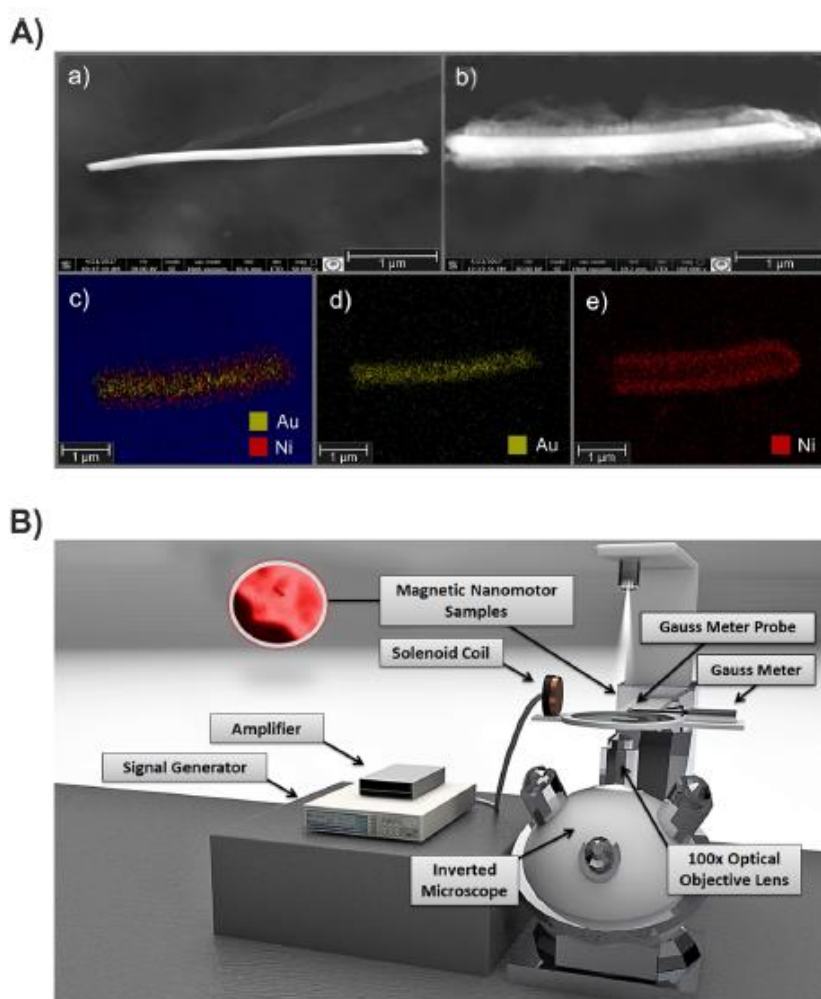 A)
a)
b)
1 µm
1 µm
c)
Au
Ni
1 µm
d)
Au
1 µm
e)
Ni
1 µm
B)
Magnetic Nanomotor
Samples
Gauss Meter Probe
Solenoid Coil
Gauss Meter
Amplifier
Signal Generator
Inverted
Microscope
100x Optical
Objective Lens